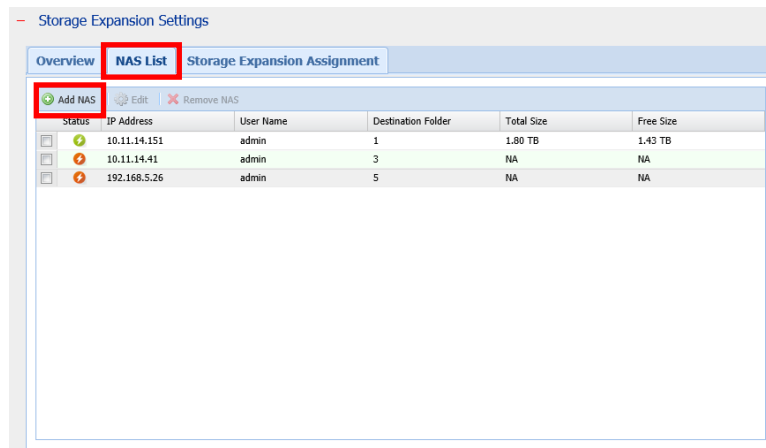 − Storage Expansion Settings
Overview NAS List Storage Expansion Assignment
Add NAS Edit Remove NAS
Status IP Address User Name Destination Folder Total Size Free Size
10.11.14.151 admin 1 1.80 TB 1.43 TB
10.11.14.41 admin 3 NA NA
192.168.5.26 admin 5 NA NA